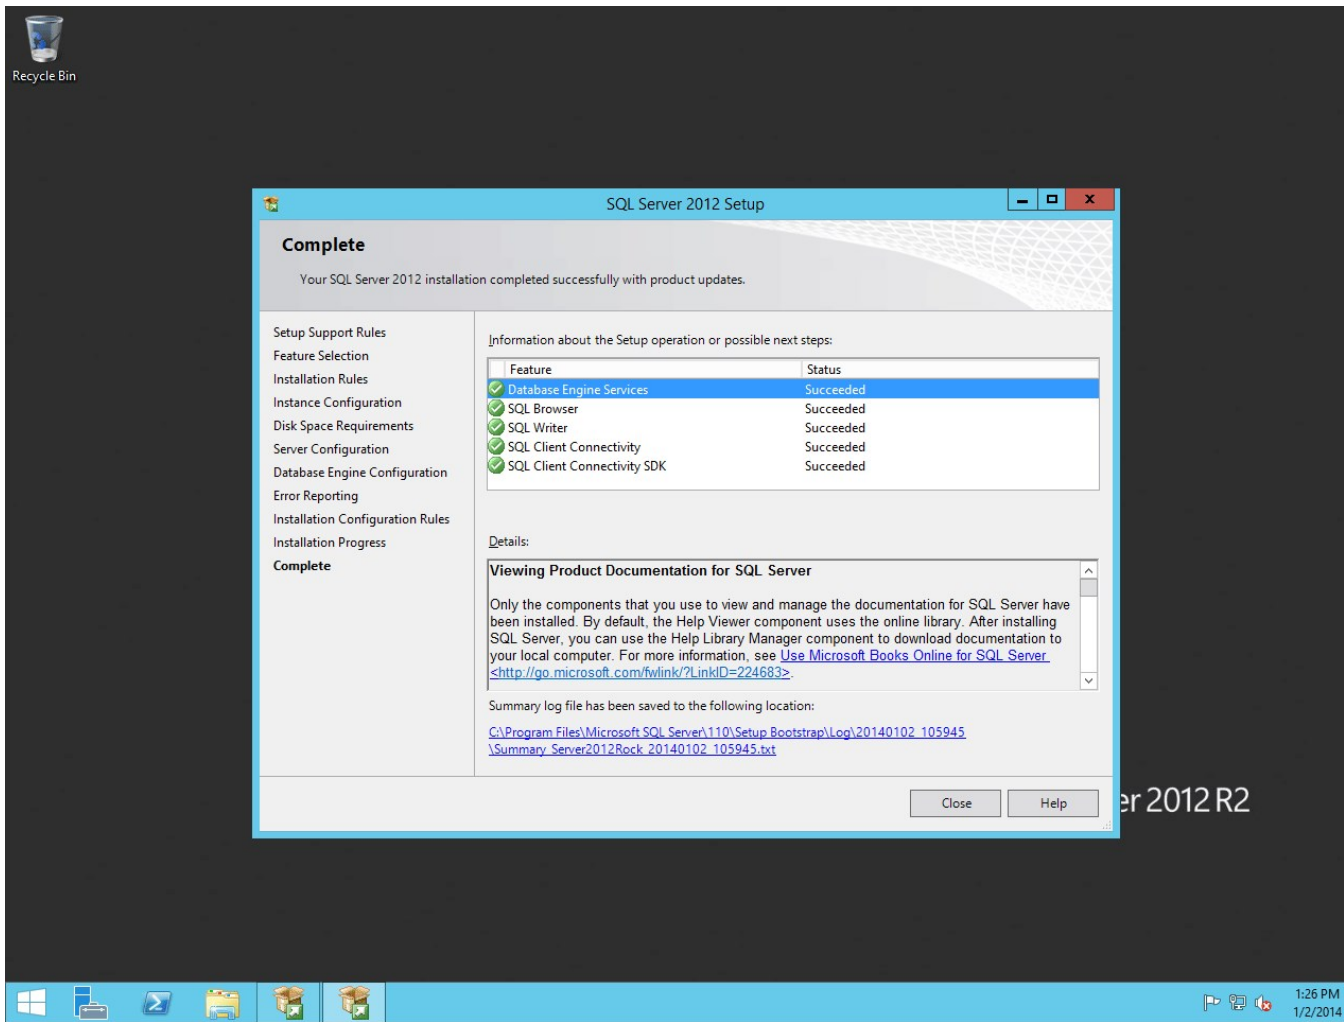 Recycle Bin
SQL Server 2012 Setup
Complete
Your SQL Server 2012 installation completed successfully with product updates.
Setup Support Rules
Feature Selection
Installation Rules
Instance Configuration
Disk Space Requirements
Server Configuration
Database Engine Configuration
Error Reporting
Installation Configuration Rules
Installation Progress
Complete
Information about the Setup operation or possible next steps:
Feature Status
Database Engine Services Succeeded
SQL Browser Succeeded
SQL Writer Succeeded
SQL Client Connectivity Succeeded
SQL Client Connectivity SDK Succeeded
Details:
Viewing Product Documentation for SQL Server
Only the components that you use to view and manage the documentation for SQL Server have
been installed. By default, the Help Viewer component uses the online library. After installing
SQL Server, you can use the Help Library Manager component to download documentation to
your local computer. For more information, see Use Microsoft Books Online for SQL Server
<http://go.microsoft.com/fwlink/?LinkID=224683>.
Summary log file has been saved to the following location:
C:\Program Files\Microsoft SQL Server\110\Setup Bootstrap\Log\20140102_105945
\Summary_Server2012Rock_20140102_105945.txt
Close Help
er 2012 R2
1:26 PM
1/2/2014